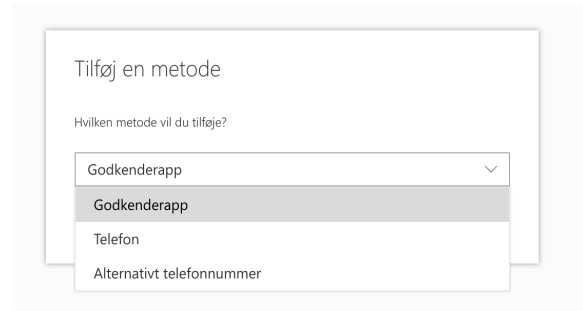 Tilføj en metode
Hvilken metode vil du tilføje?
Godkenderapp
Godkenderapp
Telefon
Alternativt telefonnummer